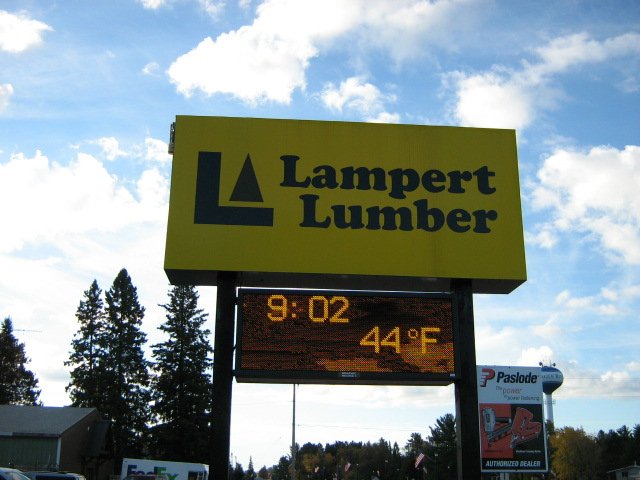 Lampert
Lumber
9:02
44°F
Paslode
The power
AUTHORIZED DEALER
FedEx